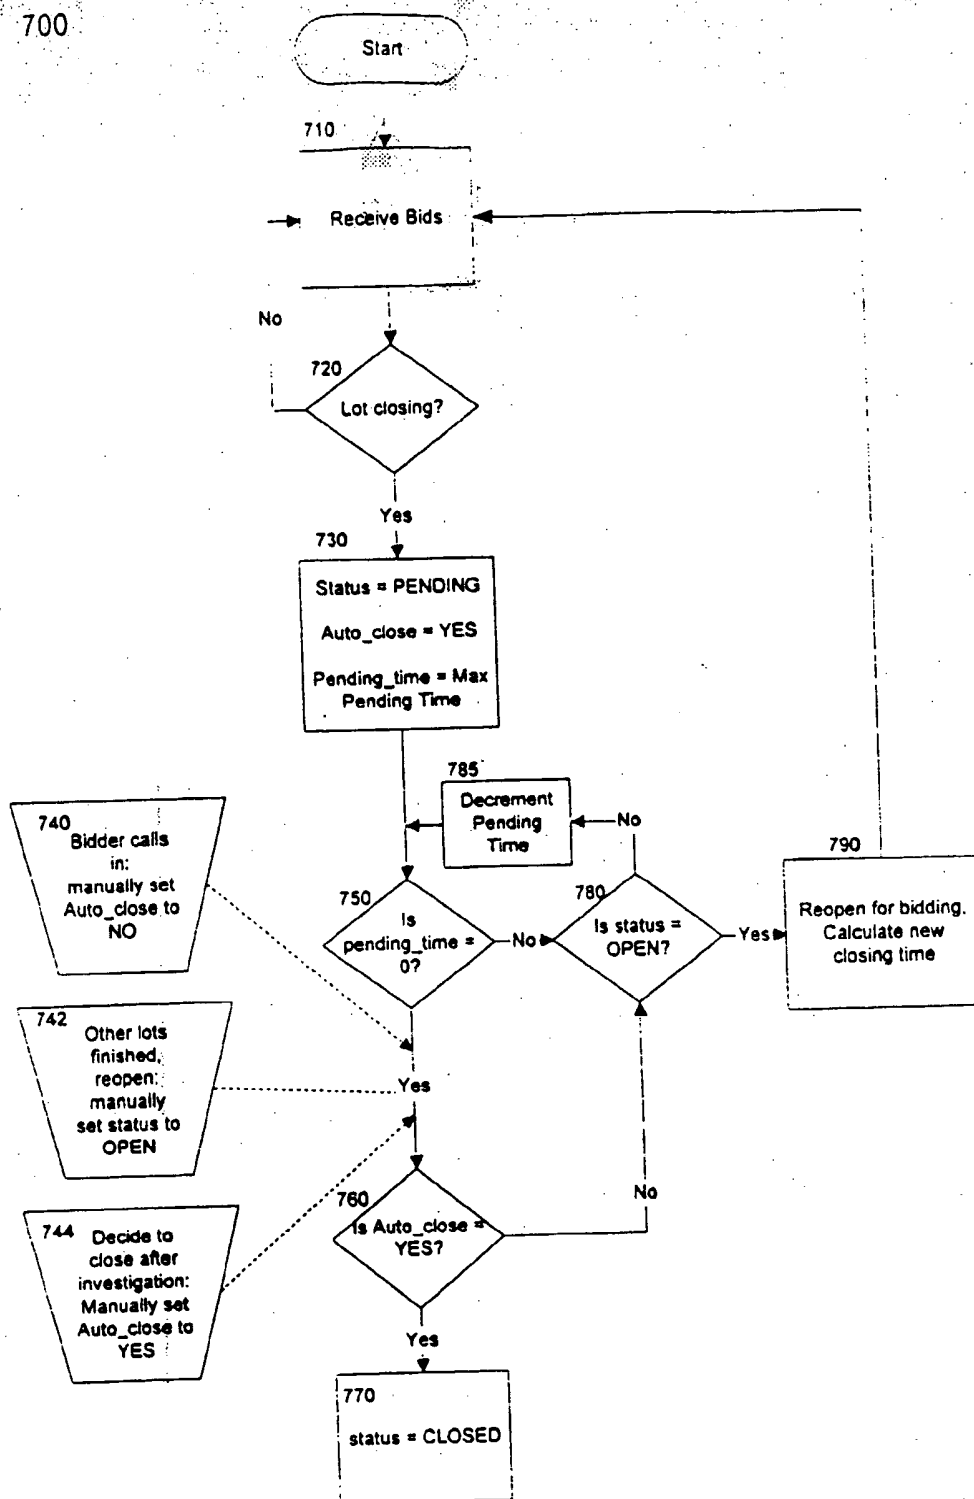 700
Start
710
Receive Bids
No
720
Lot closing?
Yes
730
Status = PENDING
Auto_close = YES
Pending_time = Max
Pending Time
785
Decrement
Pending
Time
No
740
Bidder calls
in:
manually set
Auto_close to
NO
750
Is
pending_time =
0?
No
780
Is status =
OPEN?
Yes
790
Reopen for bidding.
Calculate new
closing time
742
Other lots
finished,
reopen:
manually
set status to
OPEN
Yes
744
Decide to
close after
investigation:
Manually set
Auto_close to
YES
760
Is Auto_close =
YES?
No
Yes
770
status = CLOSED